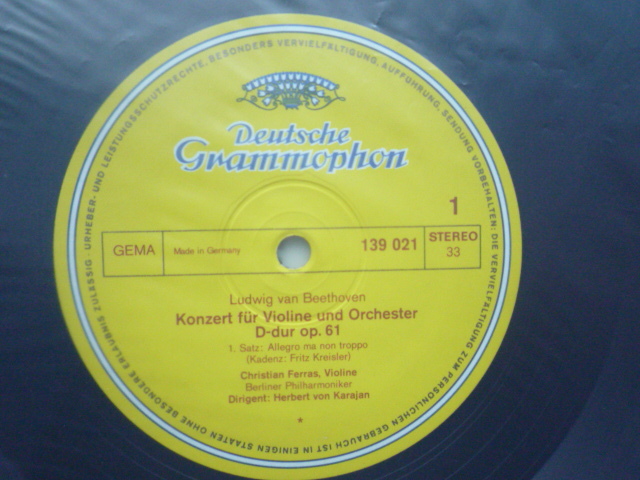 URHEBER- UND LEISTUNGSSCHUTZRECHTE, BESONDERS VERVIELFÄLTIGUNG, AUFFÜHRUNG, SENDUNG VORBEHALTEN; DIE VERVIELFÄLTIGUNG ZUM PERSÖNLICHEN GEBRAUCH IST IN EINIGEN STAATEN OHNE BESONDERE ERLAUBNIS ZULÄSSIG ·
Deutsche
Grammophon
1
GEMA
Made in Germany
139 021
STEREO
33
Ludwig van Beethoven
Konzert für Violine und Orchester
D-dur op. 61
1. Satz: Allegro ma non troppo
(Kadenz: Fritz Kreisler)
Christian Ferras, Violine
Berliner Philharmoniker
Dirigent: Herbert von Karajan
*